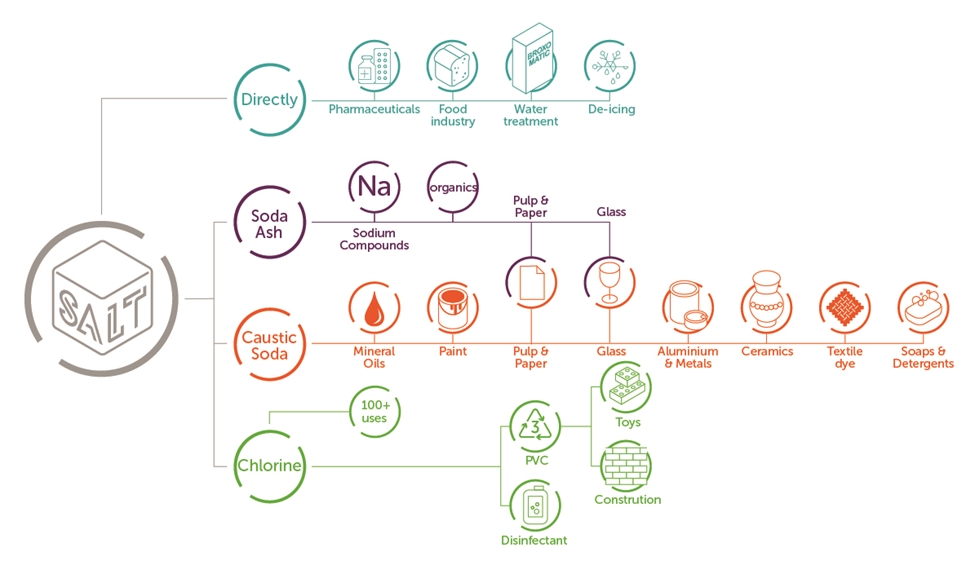 Directly
BROXO
MATIC
Pharmaceuticals
Food
industry
Water
treatment
De-icing
Soda
Ash
Na
organics
Sodium
Compounds
Pulp &
Paper
Glass
SALT
Caustic
Soda
Mineral
Oils
Paint
Pulp &
Paper
Glass
Aluminium
& Metals
Ceramics
Textile
dye
Soaps &
Detergents
Chlorine
100+
uses
3
PVC
Toys
Constrution
Disinfectant